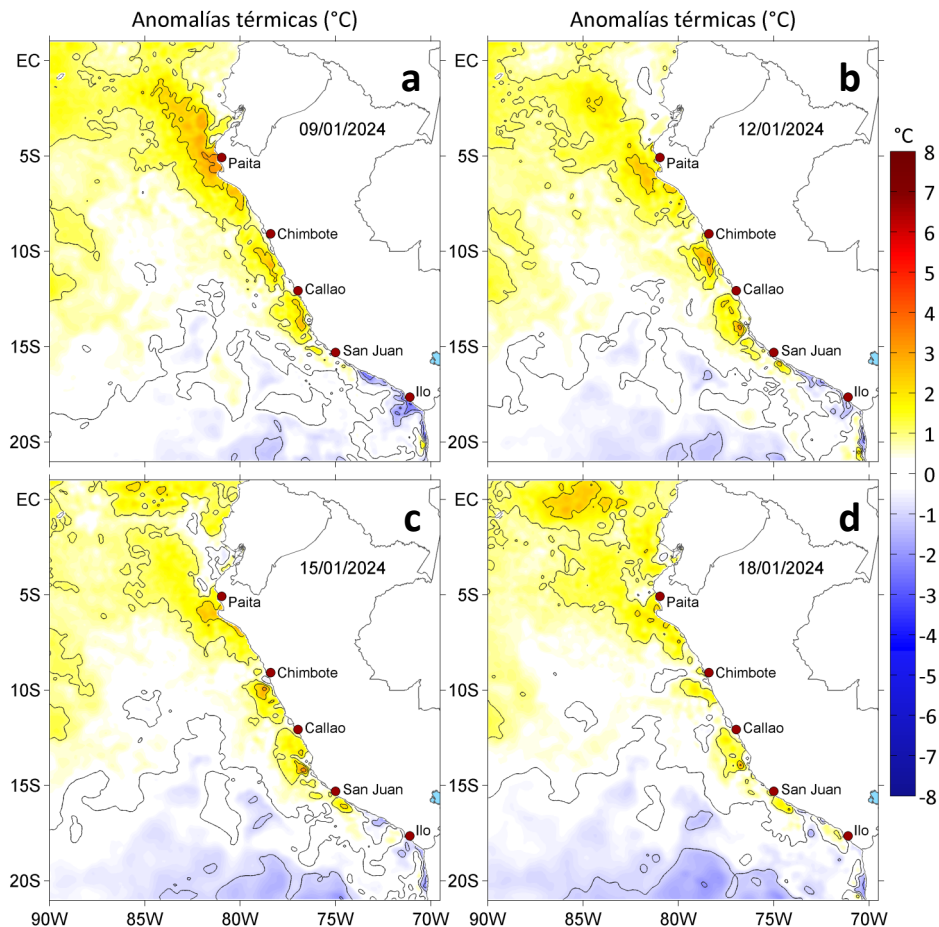 Anomalías térmicas (°C) Anomalías térmicas (°C)
EC
5S
10S
15S
20S
a
09/01/2024
Paita
Chimbote
Callao
San Juan
Ilo
EC
5S
10S
15S
20S
b
12/01/2024
Paita
Chimbote
Callao
San Juan
Ilo
°C
8
7
6
5
4
3
2
1
0
-1
-2
-3
-4
-5
-6
-7
-8
EC
5S
10S
15S
20S
c
15/01/2024
Paita
Chimbote
Callao
San Juan
Ilo
90W 85W 80W 75W 70W
EC
5S
10S
15S
20S
d
18/01/2024
Paita
Chimbote
Callao
San Juan
Ilo
90W 85W 80W 75W 70W